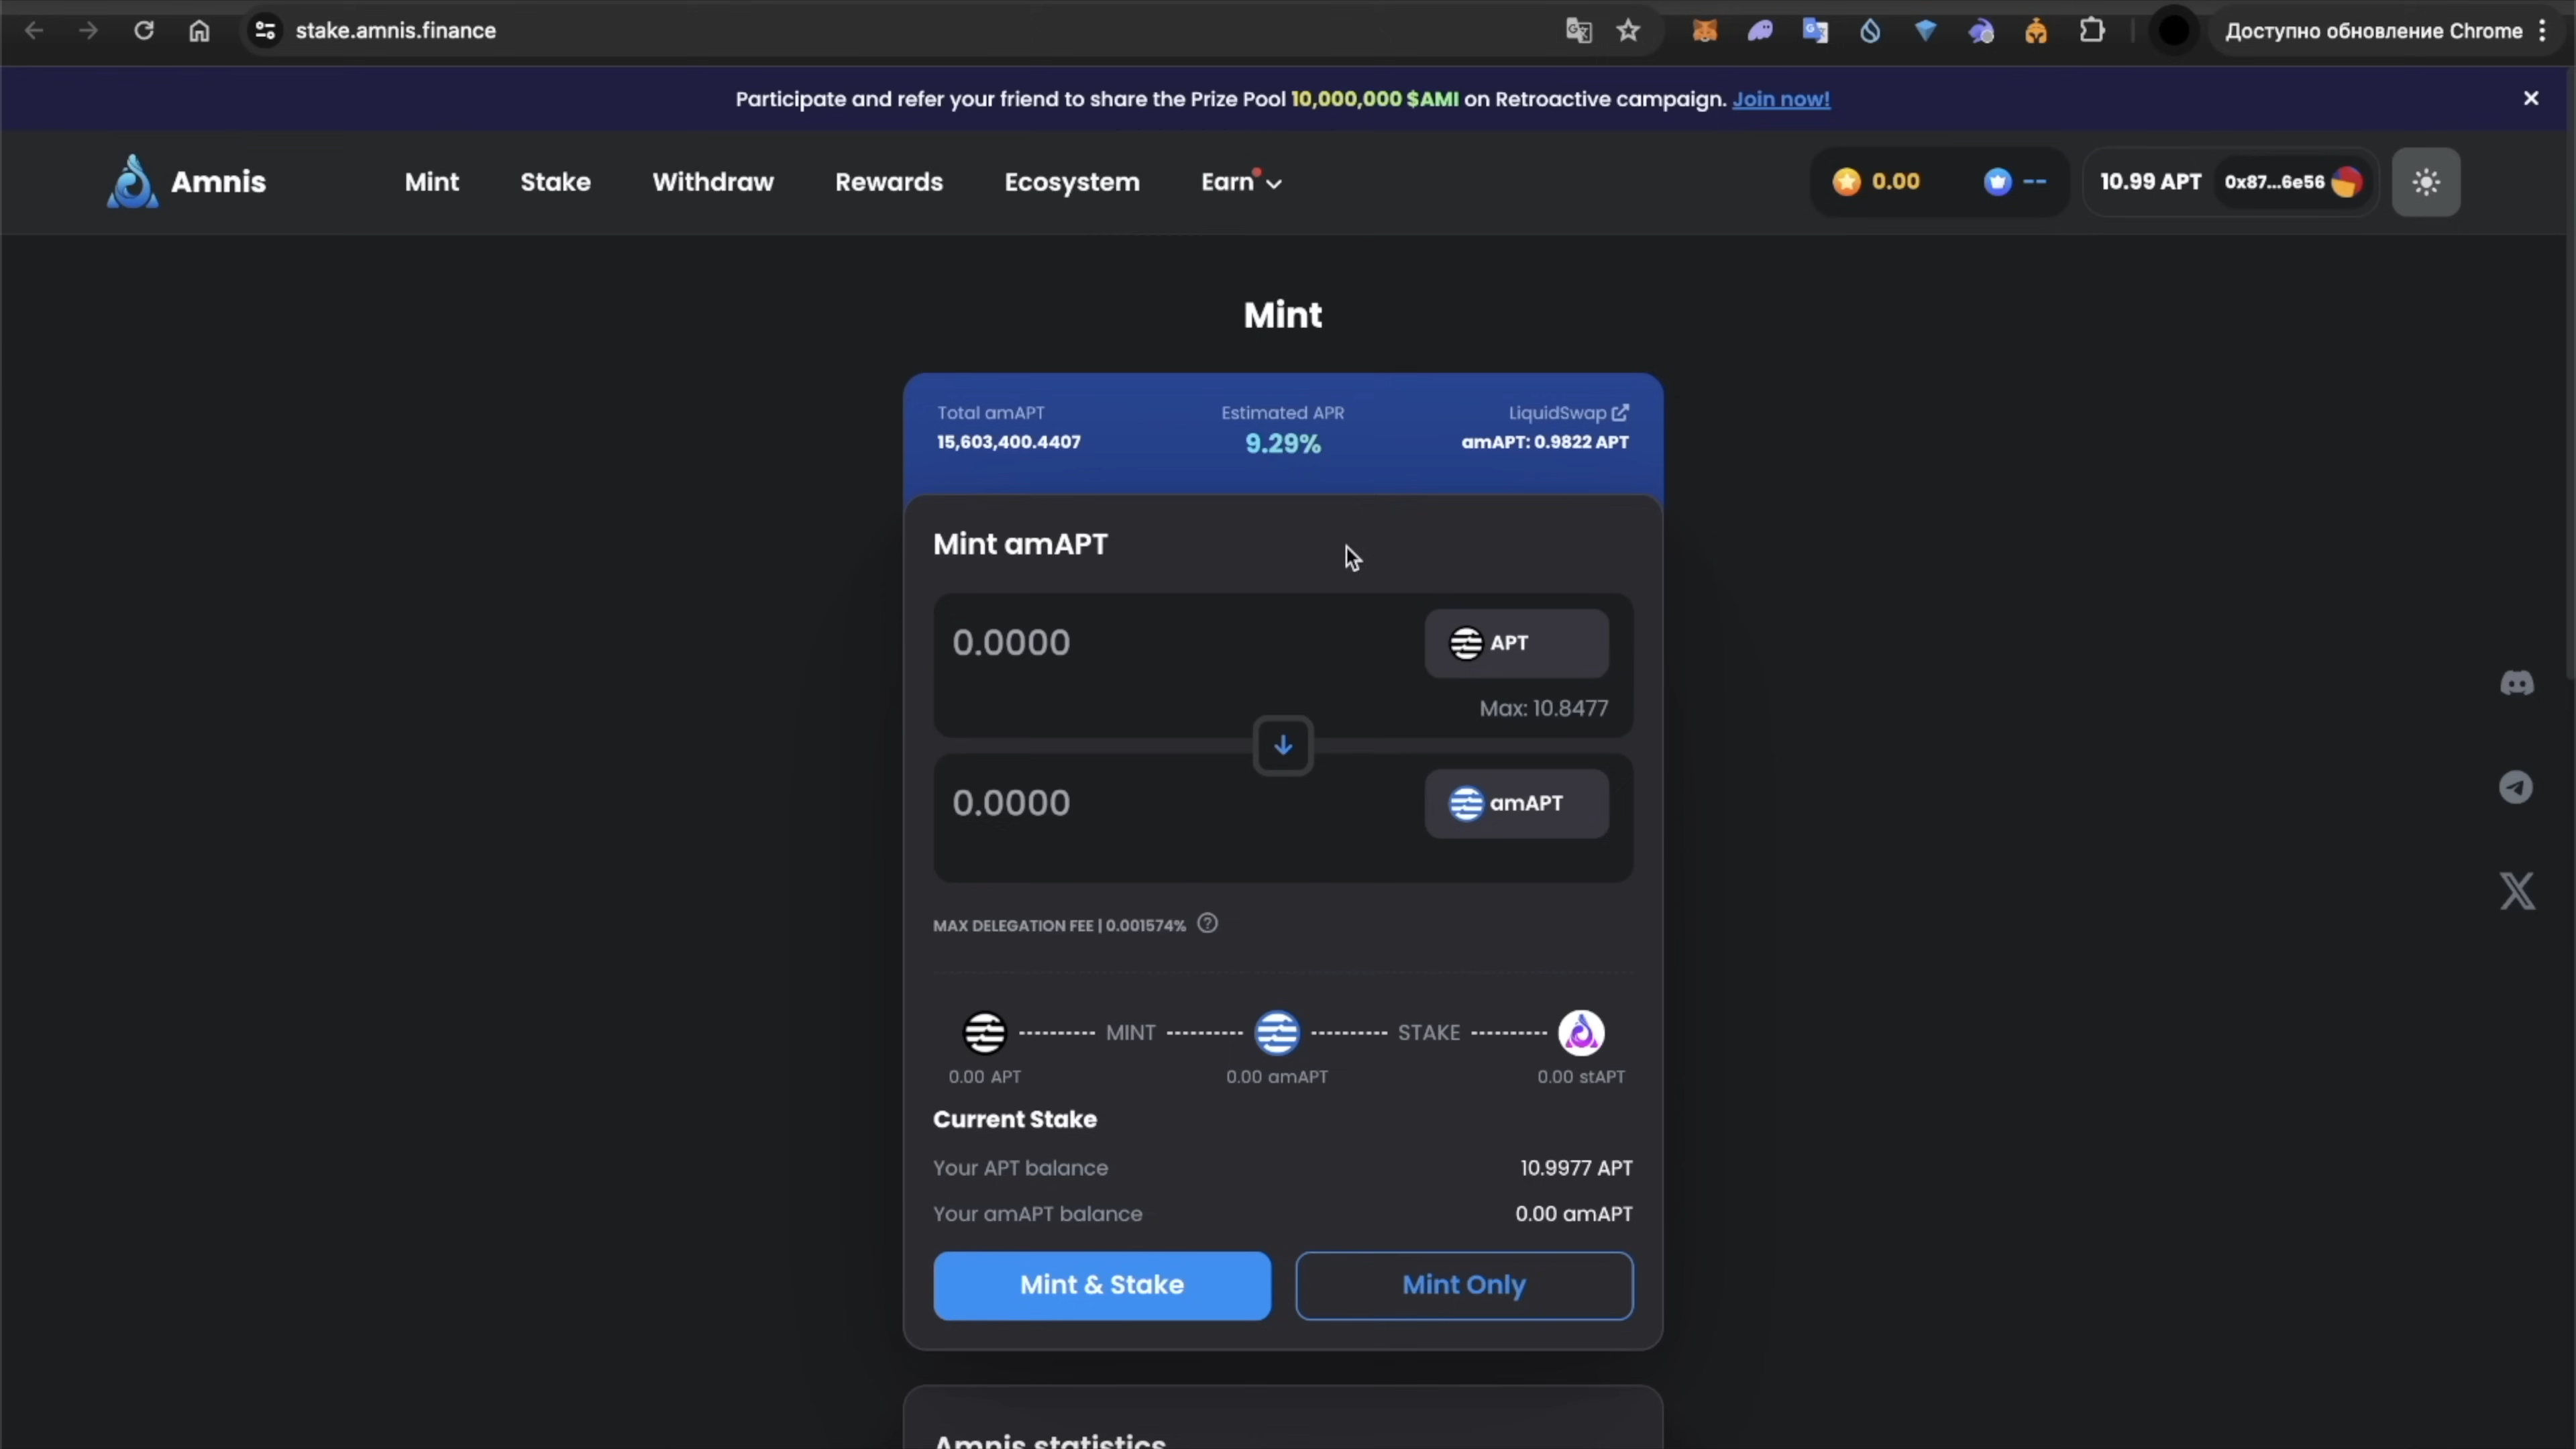 stake.amnis.finance
Доступно обновление Chrome
Participate and refer your friend to share the Prize Pool 10,000,000 $AMI on Retroactive campaign. Join now!
Amnis
Mint
Stake
Withdraw
Rewards
Ecosystem
Earn
0.00
--
10.99 APT
0x87...6e56
Mint
Total amAPT
Estimated APR
LiquidSwap
15,603,400.4407
9.29%
amAPT: 0.9822 APT
Mint amAPT
0.0000
APT
Max: 10.8477
0.0000
amAPT
MAX DELEGATION FEE | 0.001574%
MINT
STAKE
0.00 APT
0.00 amAPT
0.00 stAPT
Current Stake
Your APT balance
10.9977 APT
Your amAPT balance
0.00 amAPT
Mint & Stake
Mint Only
Amnis statistics